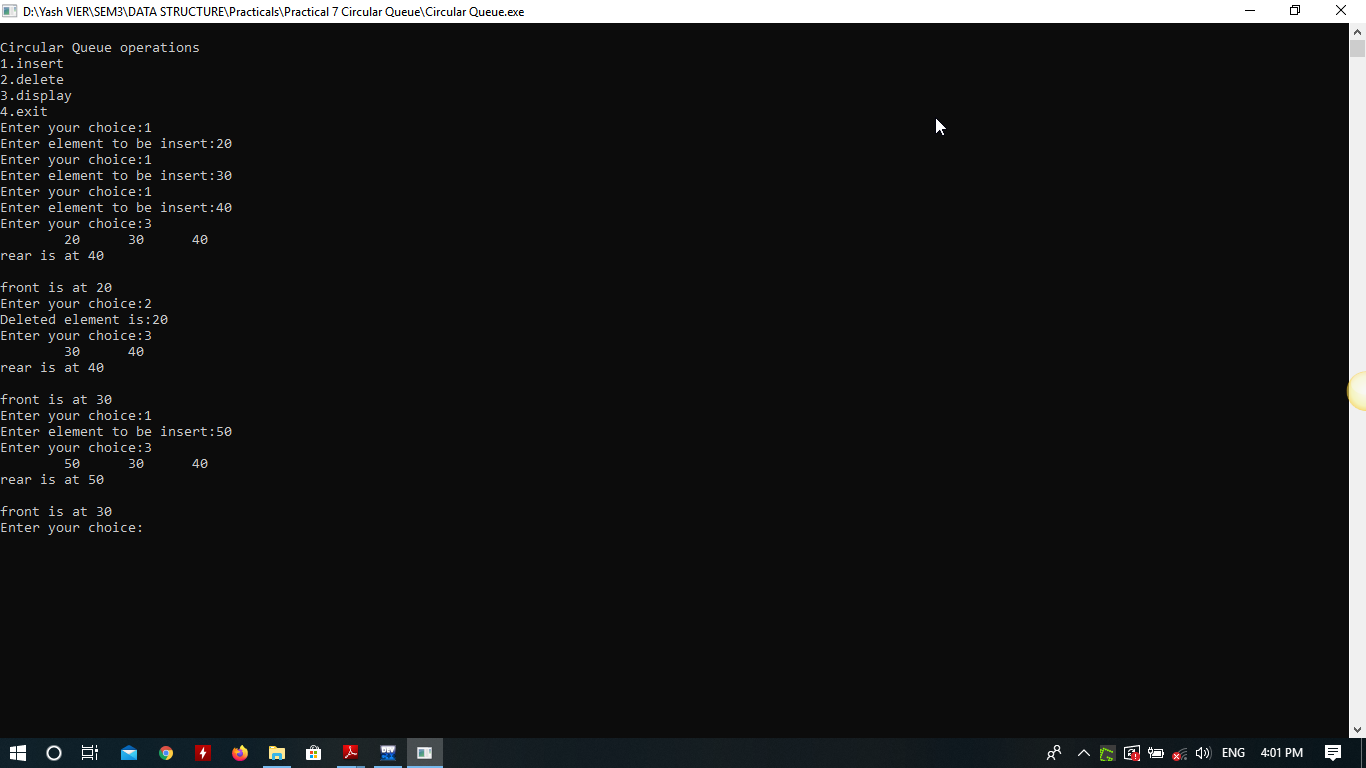 D:\Yash VIER\SEM3\DATA STRUCTURE\Practicals\Practical 7 Circular Queue\Circular Queue.exe
Circular Queue operations
1.insert
2.delete
3.display
4.exit
Enter your choice:1
Enter element to be insert:20
Enter your choice:1
Enter element to be insert:30
Enter your choice:1
Enter element to be insert:40
Enter your choice:3
20 30 40
rear is at 40
front is at 20
Enter your choice:2
Deleted element is:20
Enter your choice:3
30 40
rear is at 40
front is at 30
Enter your choice:1
Enter element to be insert:50
Enter your choice:3
50 30 40
rear is at 50
front is at 30
Enter your choice:
ENG 4:01 PM